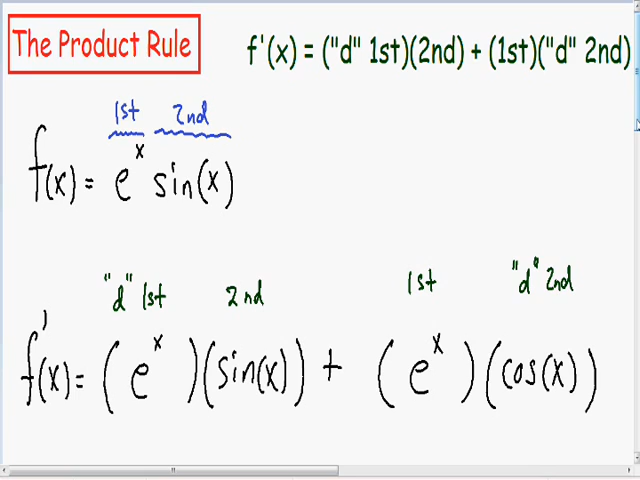 The Product Rule
f'(x) = ("d" 1st)(2nd) + (1st)("d" 2nd)
1st 2nd
f(x) = e^x sin(x)
"d" 1st 2nd 1st "d" 2nd
f'(x) = (e^x)(sin(x)) + (e^x)(cos(x))